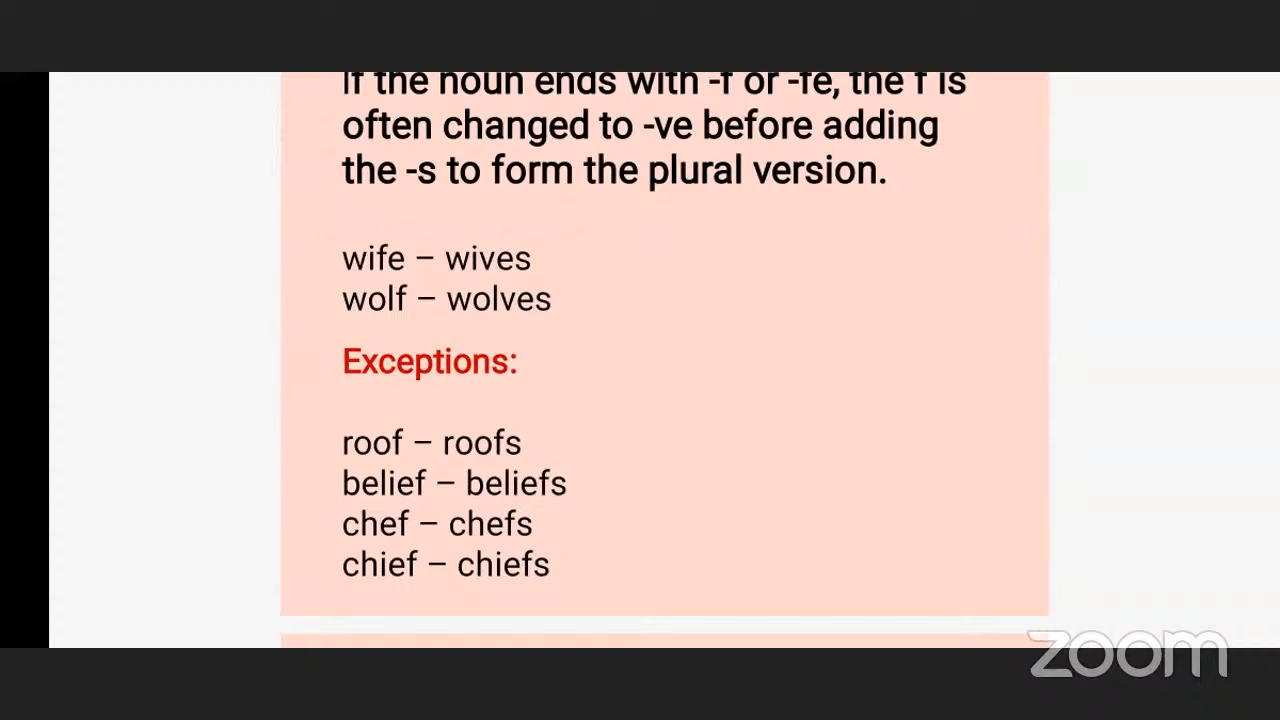 If the noun ends with -f or -fe, the f is
often changed to -ve before adding
the -s to form the plural version.
wife – wives
wolf – wolves
Exceptions:
roof – roofs
belief – beliefs
chef – chefs
chief – chiefs
zoom